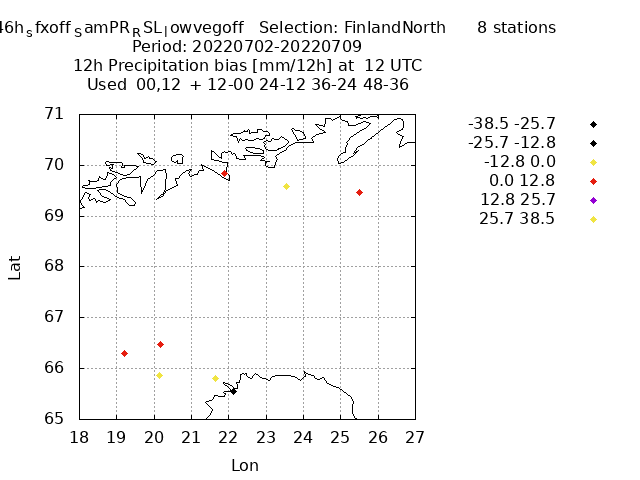 46h_sfxoff_SamPR_RSL_lowvegoff   Selection: FinlandNorth      8 stations
Period: 20220702-20220709
12h Precipitation bias [mm/12h] at  12 UTC
Used  00,12  + 12-00 24-12 36-24 48-36
-38.5 -25.7
-25.7 -12.8
-12.8 0.0
0.0 12.8
12.8 25.7
25.7 38.5
71
70
69
68
67
66
65
Lat
18 19 20 21 22 23 24 25 26 27
Lon